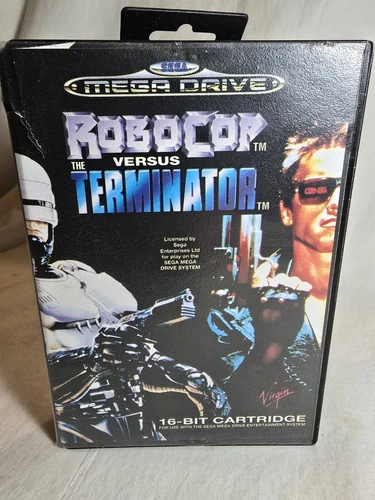 SEGA
MEGA DRIVE
ROBOCOP TM
VERSUS
THE
TERMINATOR TM
Licensed by
Sega
Enterprises Ltd
for play on the
SEGA MEGA
DRIVE SYSTEM
Virgin
16-BIT CARTRIDGE
FOR USE WITH THE SEGA MEGA DRIVE ENTERTAINMENT SYSTEM